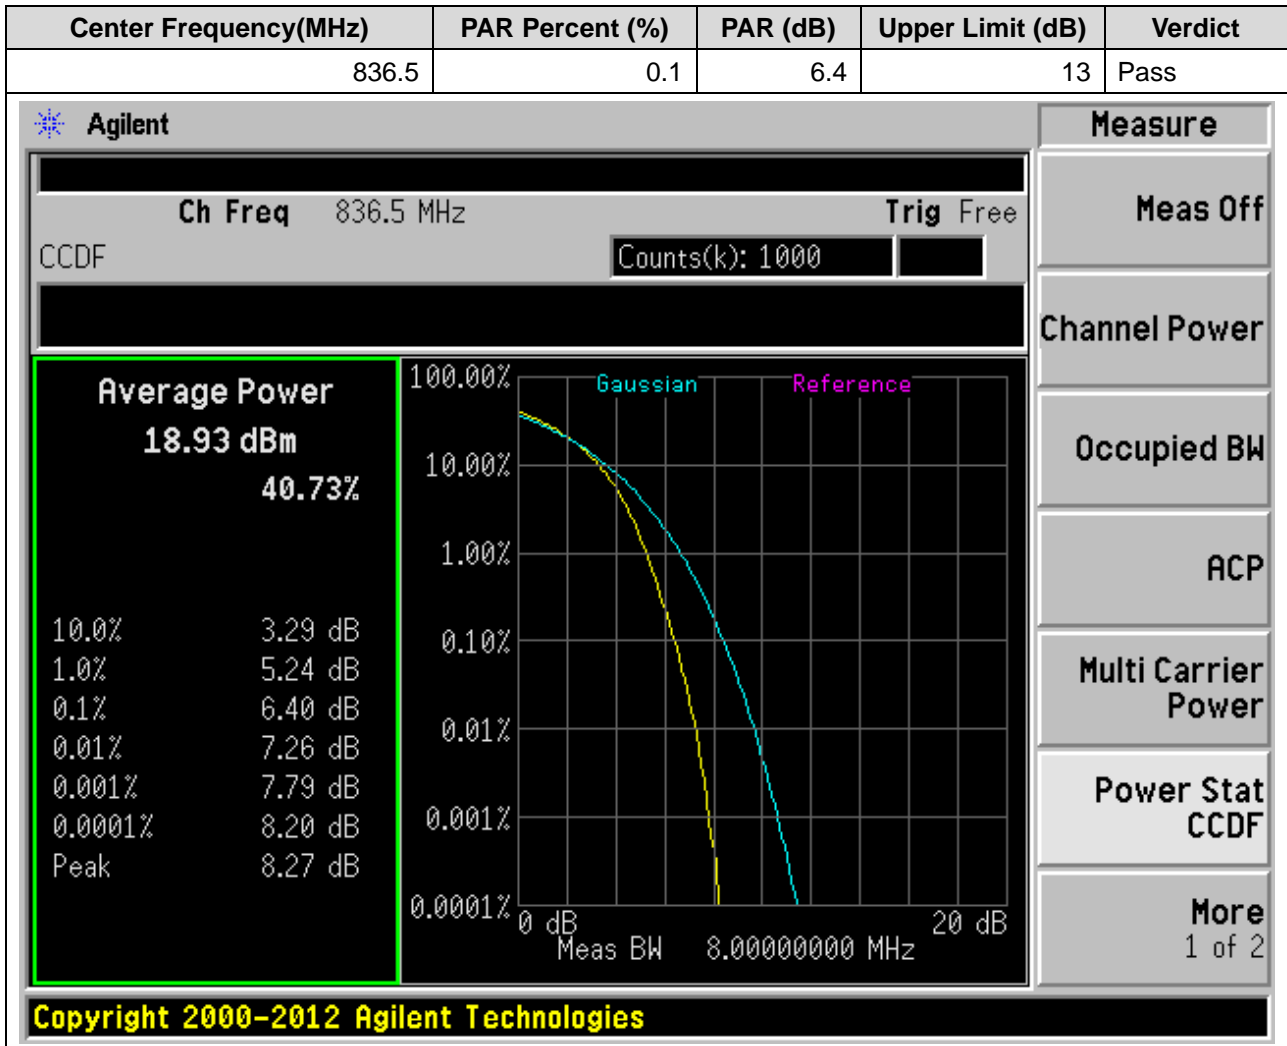 Center Frequency(MHz) PAR Percent (%) PAR (dB) Upper Limit (dB) Verdict
836.5 0.1 6.4 13 Pass
Agilent
Measure
Ch Freq 836.5 MHz Trig Free
CCDF Counts(k): 1000
Average Power
18.93 dBm
40.73%
10.0% 3.29 dB
1.0% 5.24 dB
0.1% 6.40 dB
0.01% 7.26 dB
0.001% 7.79 dB
0.0001% 8.20 dB
Peak 8.27 dB
Gaussian Reference
100.00%
10.00%
1.00%
0.10%
0.01%
0.001%
0.0001%
0 dB 20 dB
Meas BW 8.00000000 MHz
Meas Off
Channel Power
Occupied BW
ACP
Multi Carrier
Power
Power Stat
CCDF
More
1 of 2
Copyright 2000-2012 Agilent Technologies